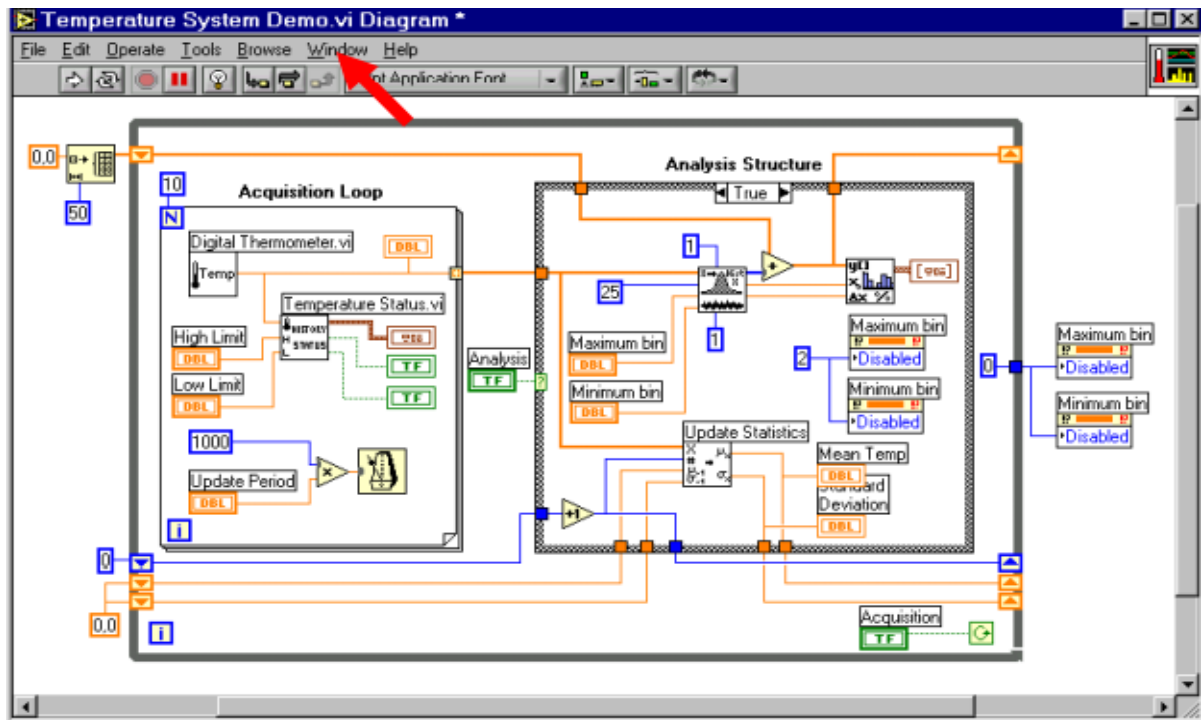 Temperature System Demo.vi Diagram *
File Edit Operate Tools Browse Window Help
Application Font
Analysis Structure
True
0,0
50
10
Acquisition Loop
N
Digital Thermometer.vi
DBL
Temp
Temperature Status.vi
HISTORY
H STATUS
L
High Limit
DBL
TF
Low Limit
DBL
TF
1000
Update Period
DBL
i
Analysis
TF
?
1
25
1
Maximum bin
DBL
Minimum bin
DBL
2
Maximum bin
Disabled
Minimum bin
Disabled
0
Maximum bin
Disabled
Minimum bin
Disabled
Update Statistics
Mean Temp
DBL
Deviation
DBL
+1
0
0,0
i
Acquisition
TF